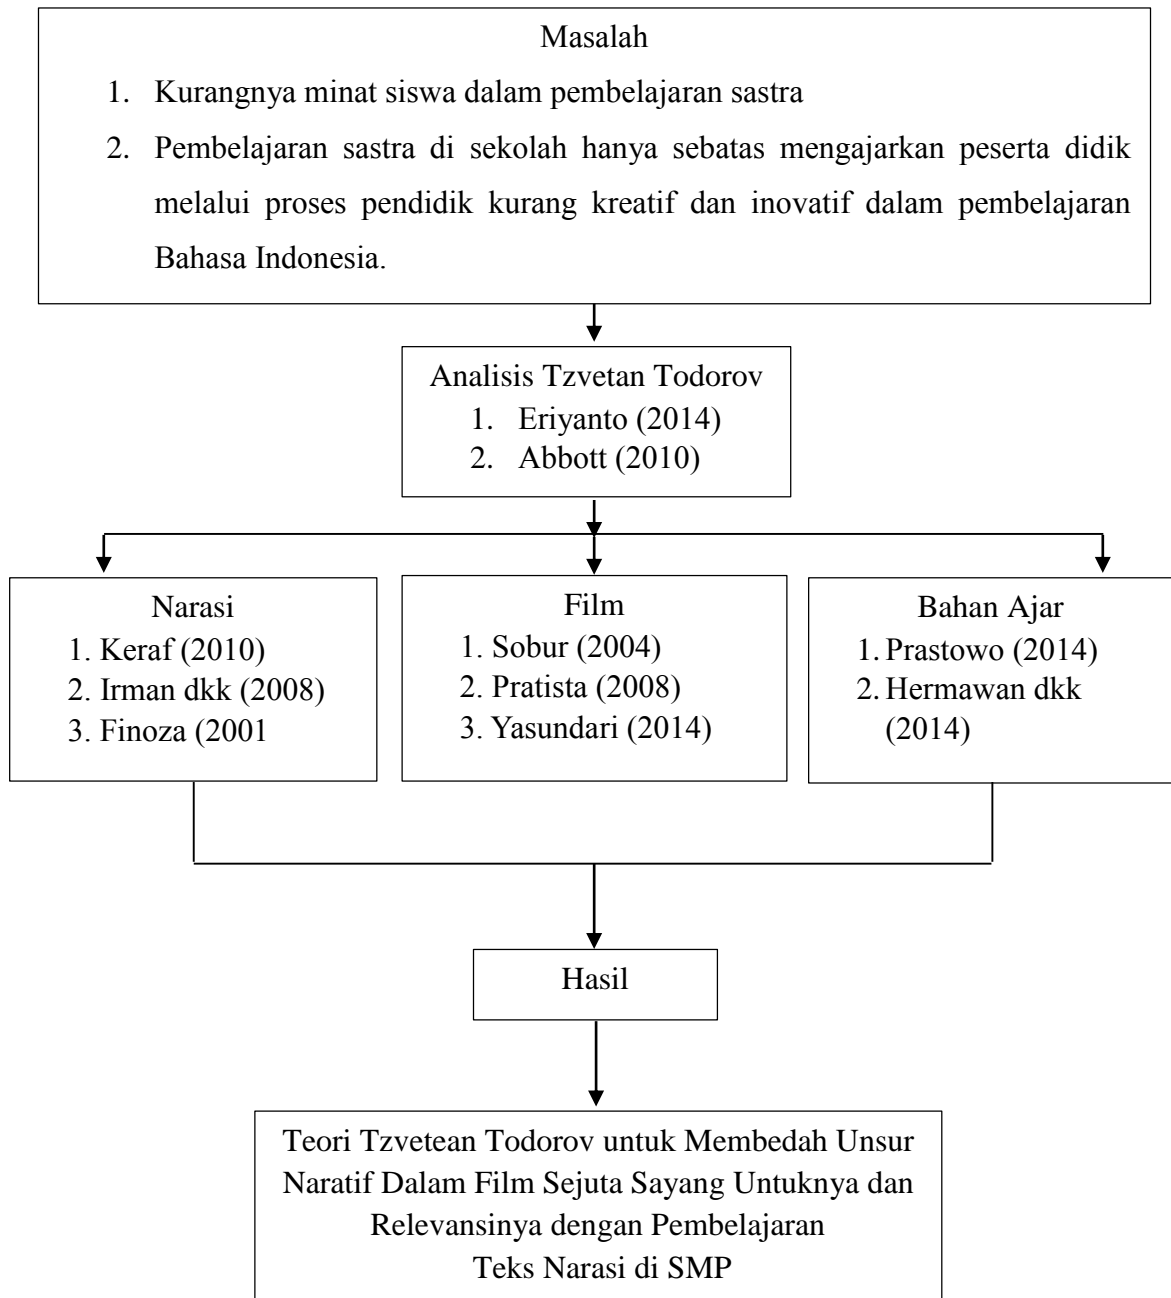 Masalah
1. Kurangnya minat siswa dalam pembelajaran sastra
2. Pembelajaran sastra di sekolah hanya sebatas mengajarkan peserta didik
melalui proses pendidik kurang kreatif dan inovatif dalam pembelajaran
Bahasa Indonesia.
Analisis Tzvetan Todorov
1. Eriyanto (2014)
2. Abbott (2010)
Narasi
1. Keraf (2010)
2. Irman dkk (2008)
3. Finoza (2001
Film
1. Sobur (2004)
2. Pratista (2008)
3. Yasundari (2014)
Bahan Ajar
1. Prastowo (2014)
2. Hermawan dkk
(2014)
Hasil
Teori Tzvetean Todorov untuk Membedah Unsur
Naratif Dalam Film Sejuta Sayang Untuknya dan
Relevansinya dengan Pembelajaran
Teks Narasi di SMP